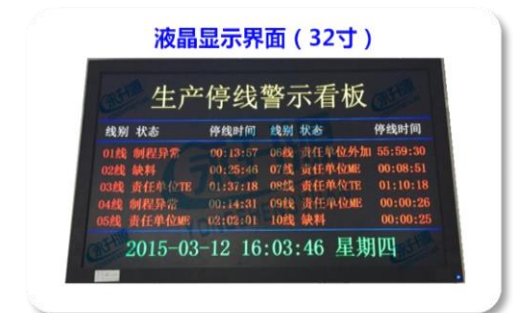 液晶显示界面（32寸）
生产停线警示看板
线别 状态 停线时间 线别 状态 停线时间
01线 制程异常 00:13:57 06线 责任单位外加 55:59:30
02线 缺料 00:25:46 07线 责任单位ME 00:08:51
03线 责任单位TE 01:37:18 08线 责任单位TE 01:10:18
04线 制程异常 00:14:31 09线 责任单位ME 00:00:26
05线 责任单位ME 02:02:01 10线 缺料 00:00:25
2015-03-12 16:03:46 星期四